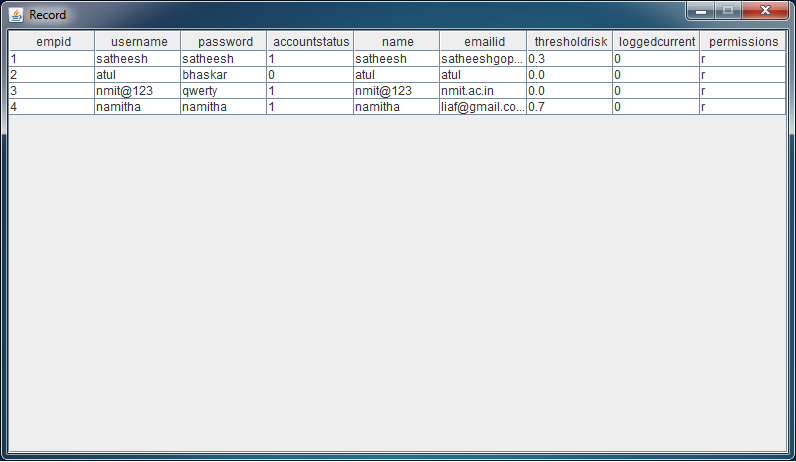 Record
empid username password accountstatus name emailid thresholdrisk loggedcurrent permissions
1 satheesh satheesh 1 satheesh satheeshgop... 0.3 0 r
2 atul bhaskar 0 atul atul 0.0 0 r
3 nmit@123 qwerty 1 nmit@123 nmit.ac.in 0.0 0 r
4 namitha namitha 1 namitha liaf@gmail.co... 0.7 0 r